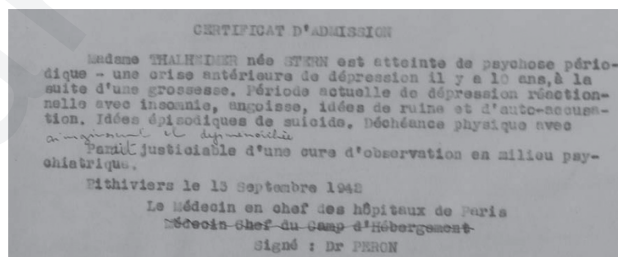 CERTIFICAT D'ADMISSION
Madame THALHEIMER née STERN est atteinte de psychose pério-
dique - une crise antérieure de dépression il y a 10 ans, à la
suite d'une grossesse. Période actuelle de dépression réaction-
nelle avec insomnie, angoisse, idées de ruine et d'auto-accusa-
tion. Idées épisodiques de suicide. Déchéance physique avec
amaigrissement et
Parait justiciable d'une cure d'observation en milieu psy-
chiatrique.
Pithiviers le 13 Septembre 1942
Le Médecin en chef des hôpitaux de Paris
Médecin Chef du Camp d'Hébergement
Signé : Dr PERON